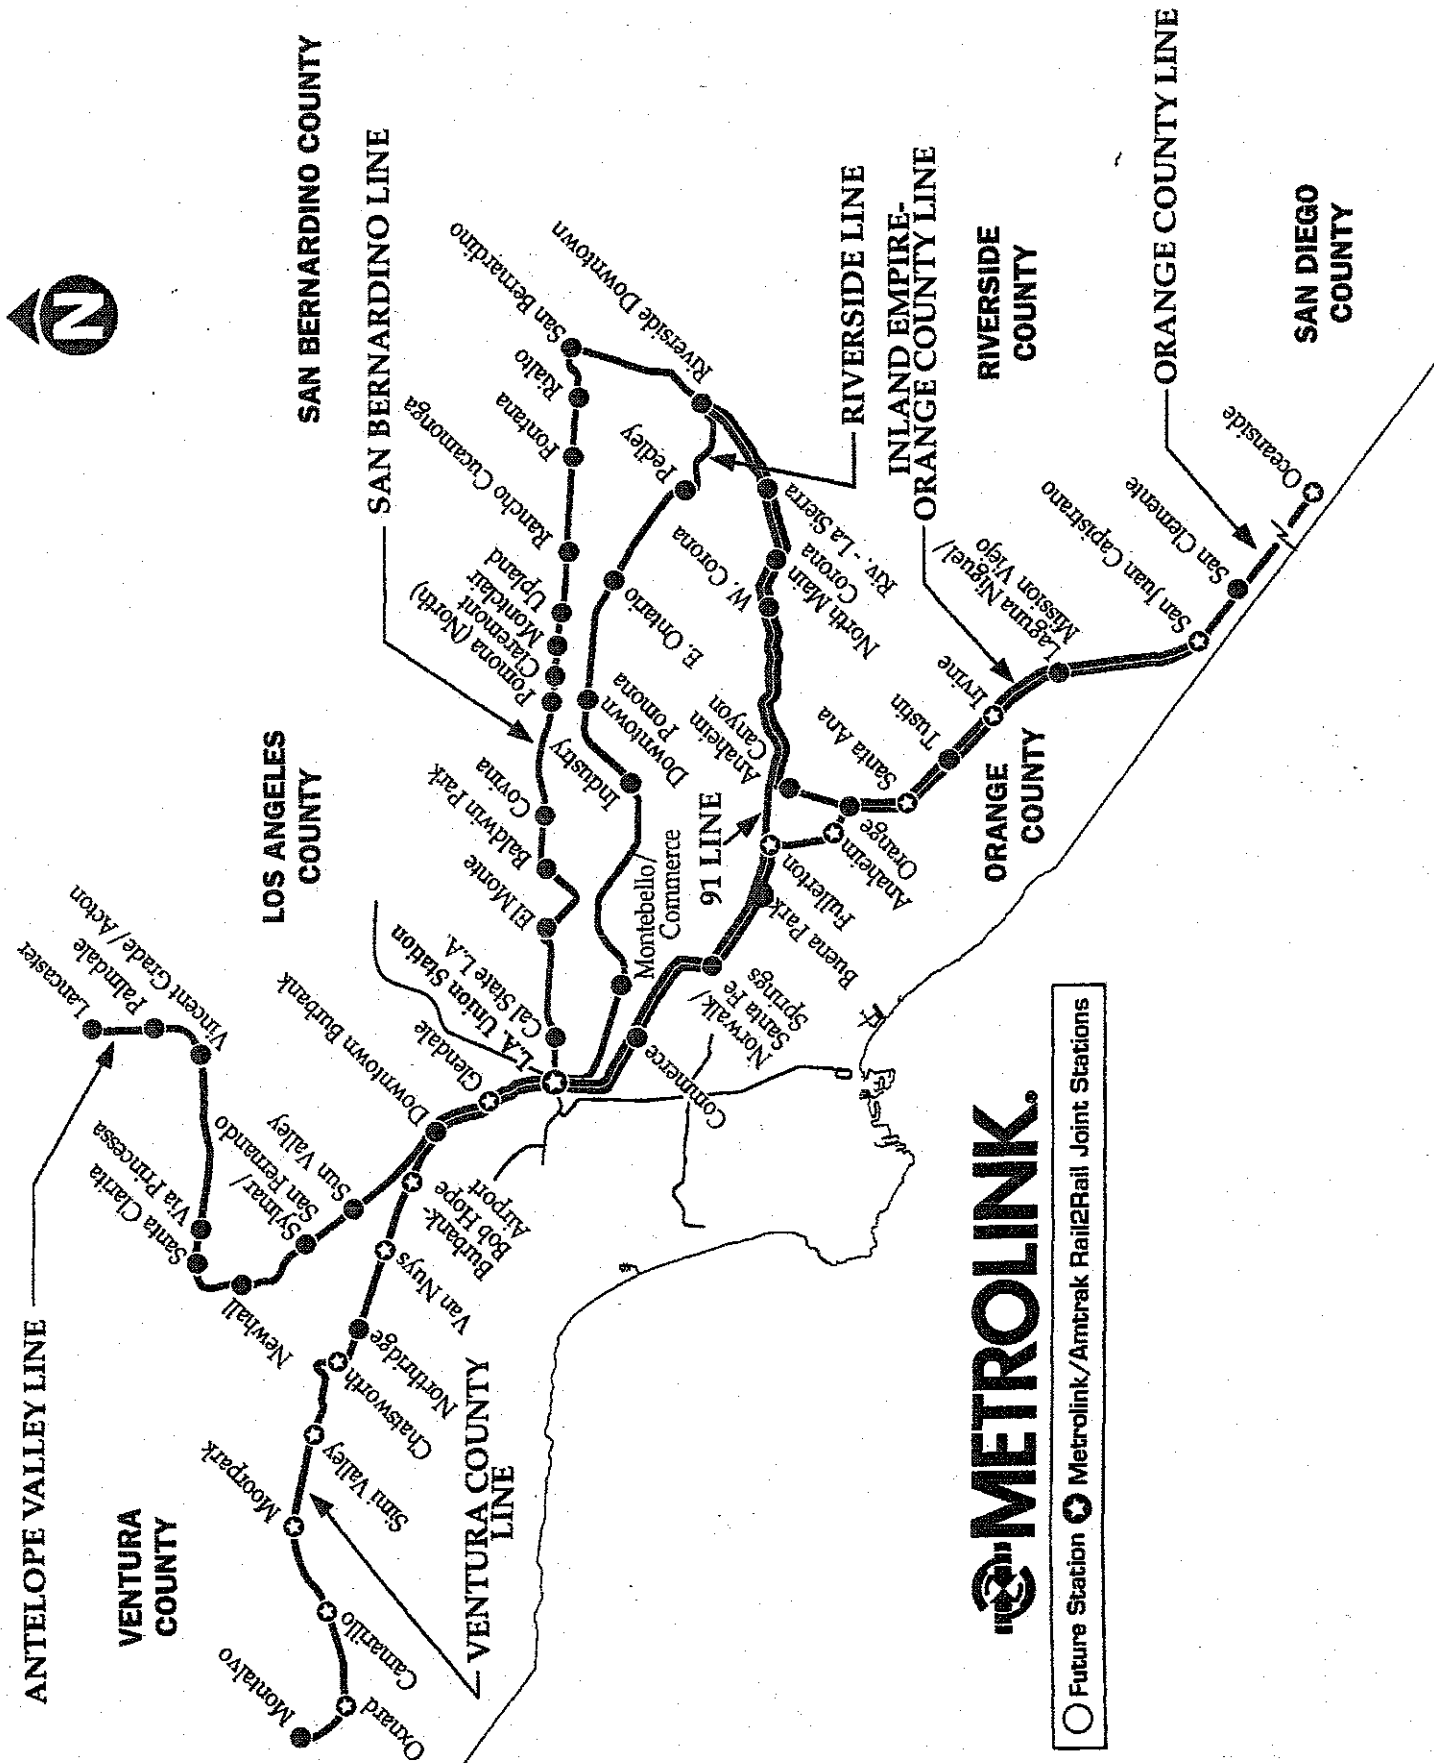 N
ANTELOPE VALLEY LINE
Lancaster
Palmdale
Vincent Grade/Acton
Via Princessa
Santa Clarita
Newhall
Sylmar/
San Fernando
Sun Valley
Downtown Burbank
Glendale
L.A. Union Station
VENTURA
COUNTY
Montalvo
Oxnard
Camarillo
Moorpark
Simi Valley
Chatsworth
Northridge
Van Nuys
Burbank-
Bob Hope
Airport
VENTURA COUNTY
LINE
LOS ANGELES
COUNTY
SAN BERNARDINO COUNTY
SAN BERNARDINO LINE
Cal State L.A.
El Monte
Baldwin Park
Covina
Pomona (North)
Claremont
Montclair
Upland
Rancho Cucamonga
Fontana
Rialto
San Bernardino
Riverside Downtown
Pedley
E. Ontario
Downtown
Pomona
Industry
Montebello/
Commerce
RIVERSIDE LINE
91 LINE
Commerce
Norwalk/
Santa Fe
Springs
Buena Park
Fullerton
Anaheim
Orange
Anaheim
Canyon
W. Corona
North Main
Corona
Riv. - La Sierra
INLAND EMPIRE-
ORANGE COUNTY LINE
RIVERSIDE
COUNTY
Santa Ana
Tustin
Irvine
Laguna Niguel/
Mission Viejo
San Juan Capistrano
San Clemente
Oceanside
ORANGE
COUNTY
ORANGE COUNTY LINE
SAN DIEGO
COUNTY
METROLINK®
Future Station Metrolink/Amtrak Rail2Rail Joint Stations